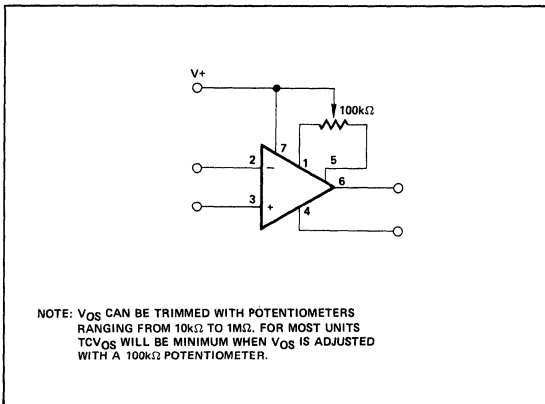 V+
100kΩ
7
2
−
1
5
6
3
+
4
NOTE: VOS CAN BE TRIMMED WITH POTENTIOMETERS
RANGING FROM 10kΩ TO 1MΩ. FOR MOST UNITS
TCVOS WILL BE MINIMUM WHEN VOS IS ADJUSTED
WITH A 100kΩ POTENTIOMETER.